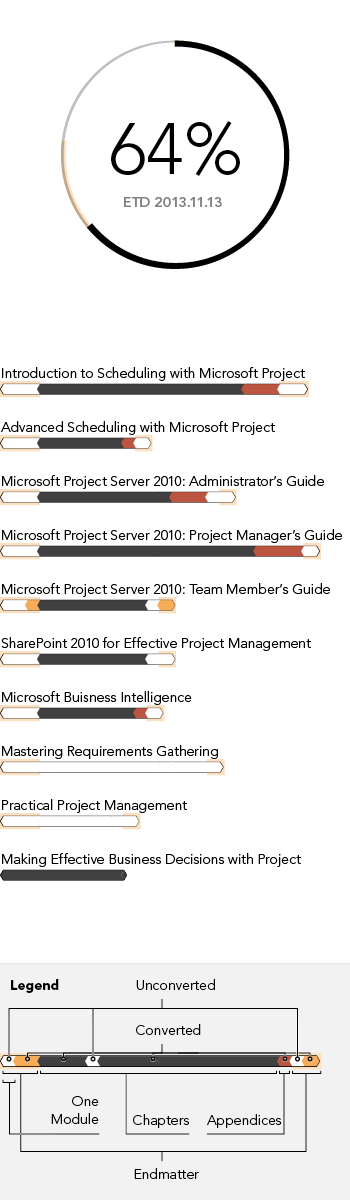 64%
ETD 2013.11.13
Introduction to Scheduling with Microsoft Project
Advanced Scheduling with Microsoft Project
Microsoft Project Server 2010: Administrator's Guide
Microsoft Project Server 2010: Project Manager's Guide
Microsoft Project Server 2010: Team Member's Guide
SharePoint 2010 for Effective Project Management
Microsoft Buisness Intelligence
Mastering Requirements Gathering
Practical Project Management
Making Effective Business Decisions with Project
Legend
Unconverted
Converted
One
Module
Chapters
Appendices
Endmatter